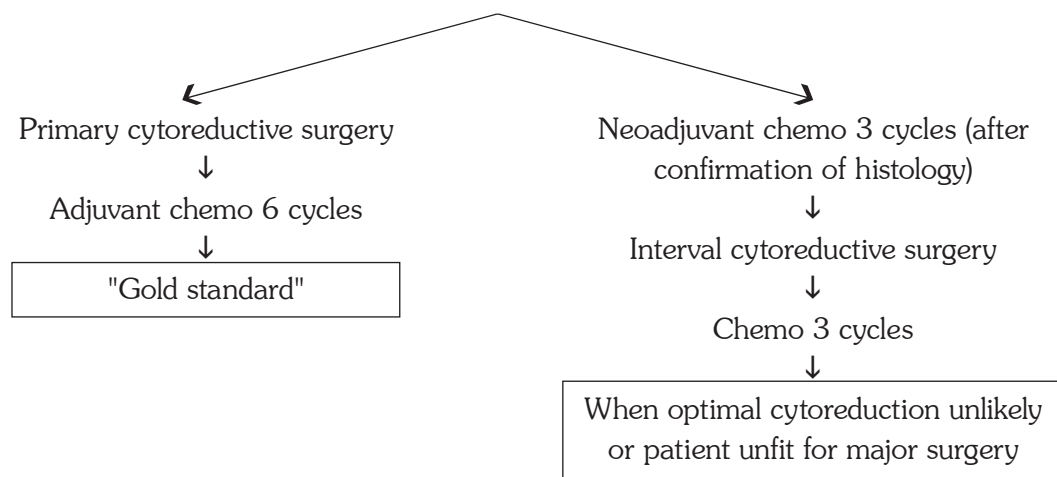 Primary cytoreductive surgery
↓
Adjuvant chemo 6 cycles
↓
"Gold standard"
Neoadjuvant chemo 3 cycles (after
confirmation of histology)
↓
Interval cytoreductive surgery
↓
Chemo 3 cycles
↓
When optimal cytoreduction unlikely
or patient unfit for major surgery